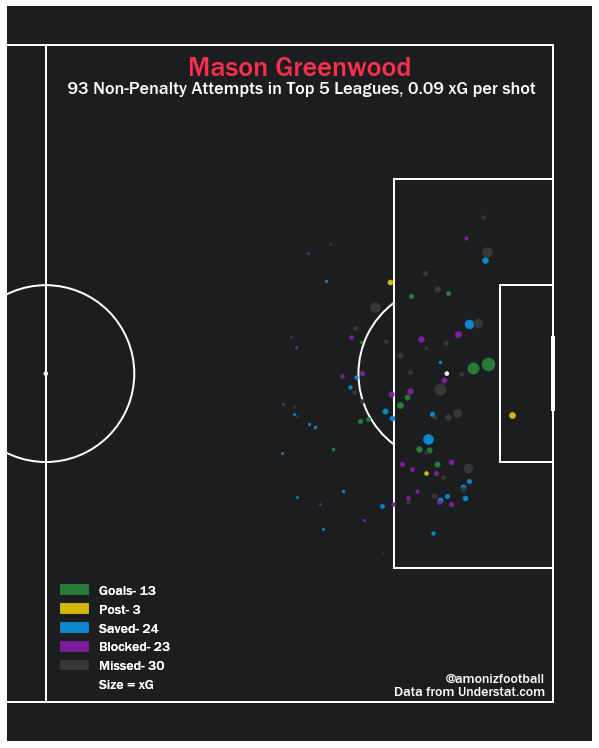 Mason Greenwood
93 Non-Penalty Attempts in Top 5 Leagues, 0.09 xG per shot
Goals- 13
Post- 3
Saved- 24
Blocked- 23
Missed- 30
Size = xG
@amonizfootball
Data from Understat.com